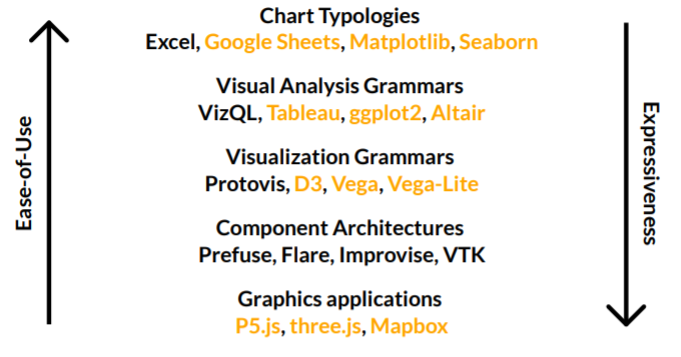 Chart Typologies
Excel, Google Sheets, Matplotlib, Seaborn
Visual Analysis Grammars
VizQL, Tableau, ggplot2, Altair
Visualization Grammars
Protovis, D3, Vega, Vega-Lite
Component Architectures
Prefuse, Flare, Improvise, VTK
Graphics applications
P5.js, three.js, Mapbox
Ease-of-Use
Expressiveness